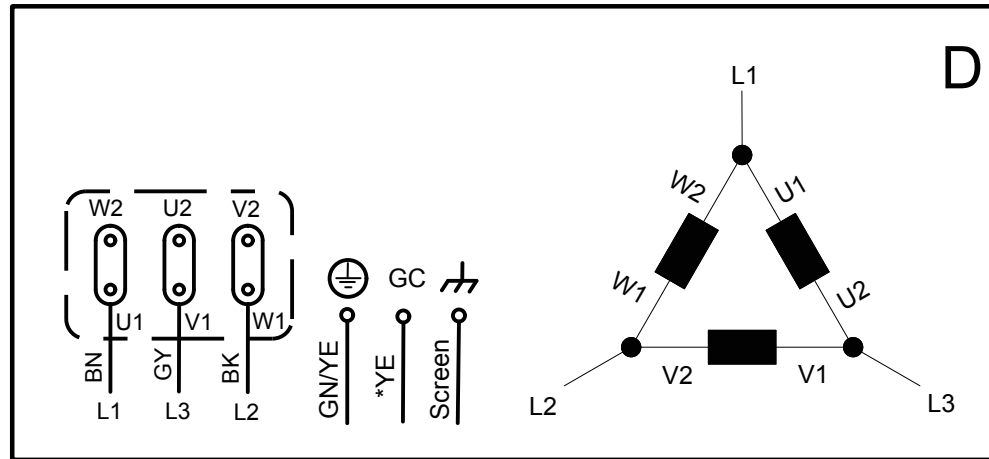 D
W2 U2 V2
U1 V1 W1
BN GY BK
L1 L3 L2
GC
GN/YE *YE Screen
L1
W2 U1
W1 U2
V2 V1
L2 L3